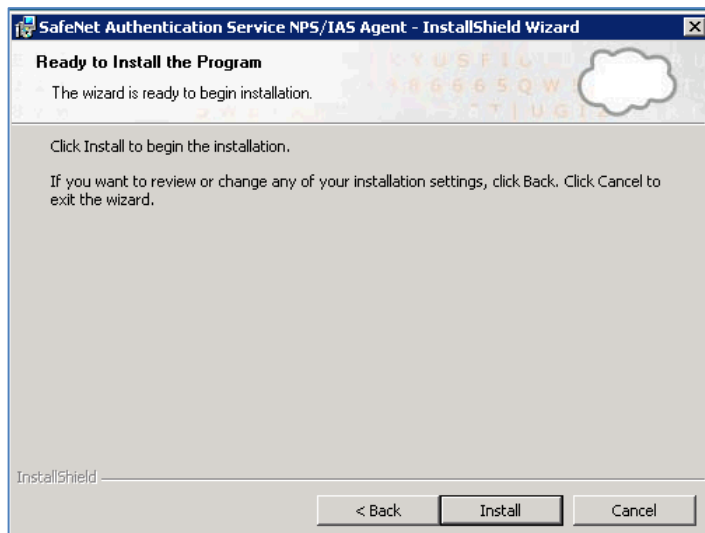 SafeNet Authentication Service NPS/IAS Agent - InstallShield Wizard
Ready to Install the Program
The wizard is ready to begin installation.
Click Install to begin the installation.
If you want to review or change any of your installation settings, click Back. Click Cancel to
exit the wizard.
InstallShield
< Back
Install
Cancel